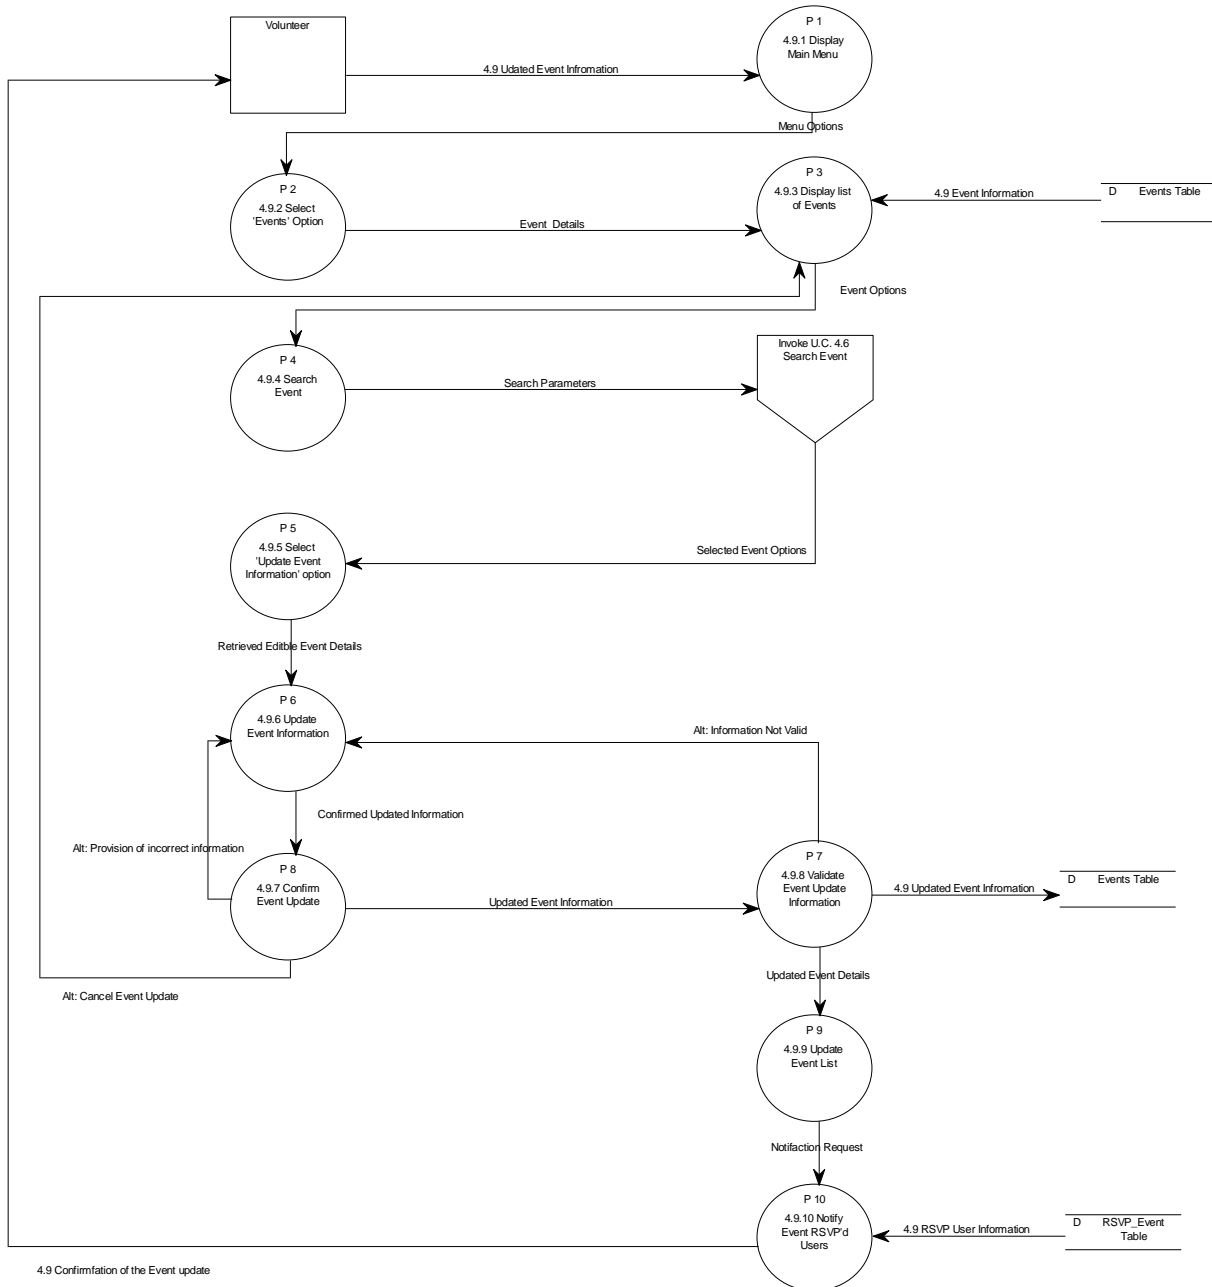 Volunteer
P 1
4.9.1 Display
Main Menu
4.9 Udated Event Infromation
Menu Options
P 2
4.9.2 Select
'Events' Option
P 3
4.9.3 Display list
of Events
4.9 Event Information
D Events Table
Event Details
Event Options
P 4
4.9.4 Search
Event
Search Parameters
Invoke U.C. 4.6
Search Event
P 5
4.9.5 Select
'Update Event
Information' option
Selected Event Options
Retrieved Editble Event Details
P 6
4.9.6 Update
Event Information
Alt: Information Not Valid
Confirmed Updated Information
Alt: Provision of incorrect information
P 8
4.9.7 Confirm
Event Update
Updated Event Information
P 7
4.9.8 Validate
Event Update
Information
4.9 Updated Event Infromation
D Events Table
Updated Event Details
Alt: Cancel Event Update
P 9
4.9.9 Update
Event List
Notifaction Request
P 10
4.9.10 Notify
Event RSVP'd
Users
4.9 RSVP User Information
D RSVP_Event
Table
4.9 Confirmfation of the Event update